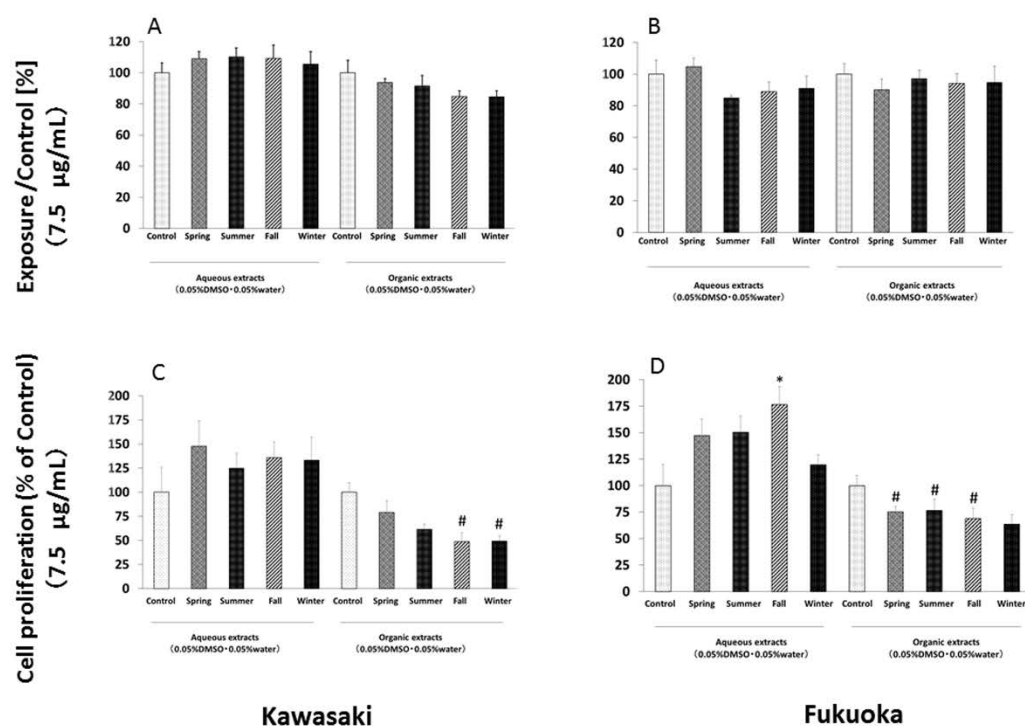 A
B
Exposure/Control [%]
(7.5 μg/mL)
120
100
80
60
40
20
0
Control Spring Summer Fall Winter Control Spring Summer Fall Winter
Aqueous extracts
(0.05%DMSO・0.05%water)
Organic extracts
(0.05%DMSO・0.05%water)
120
100
80
60
40
20
0
Control Spring Summer Fall Winter Control Spring Summer Fall Winter
Aqueous extracts
(0.05%DMSO・0.05%water)
Organic extracts
(0.05%DMSO・0.05%water)
C
D
Cell proliferation (% of Control)
(7.5 μg/mL)
200
175
150
125
100
75
50
25
0
# #
Control Spring Summer Fall Winter Control Spring Summer Fall Winter
Aqueous extracts
(0.05%DMSO・0.05%water)
Organic extracts
(0.05%DMSO・0.05%water)
200
175
150
125
100
75
50
25
0
*
# # #
Control Spring Summer Fall Winter Control Spring Summer Fall Winter
Aqueous extracts
(0.05%DMSO・0.05%water)
Organic extracts
(0.05%DMSO・0.05%water)
Kawasaki
Fukuoka